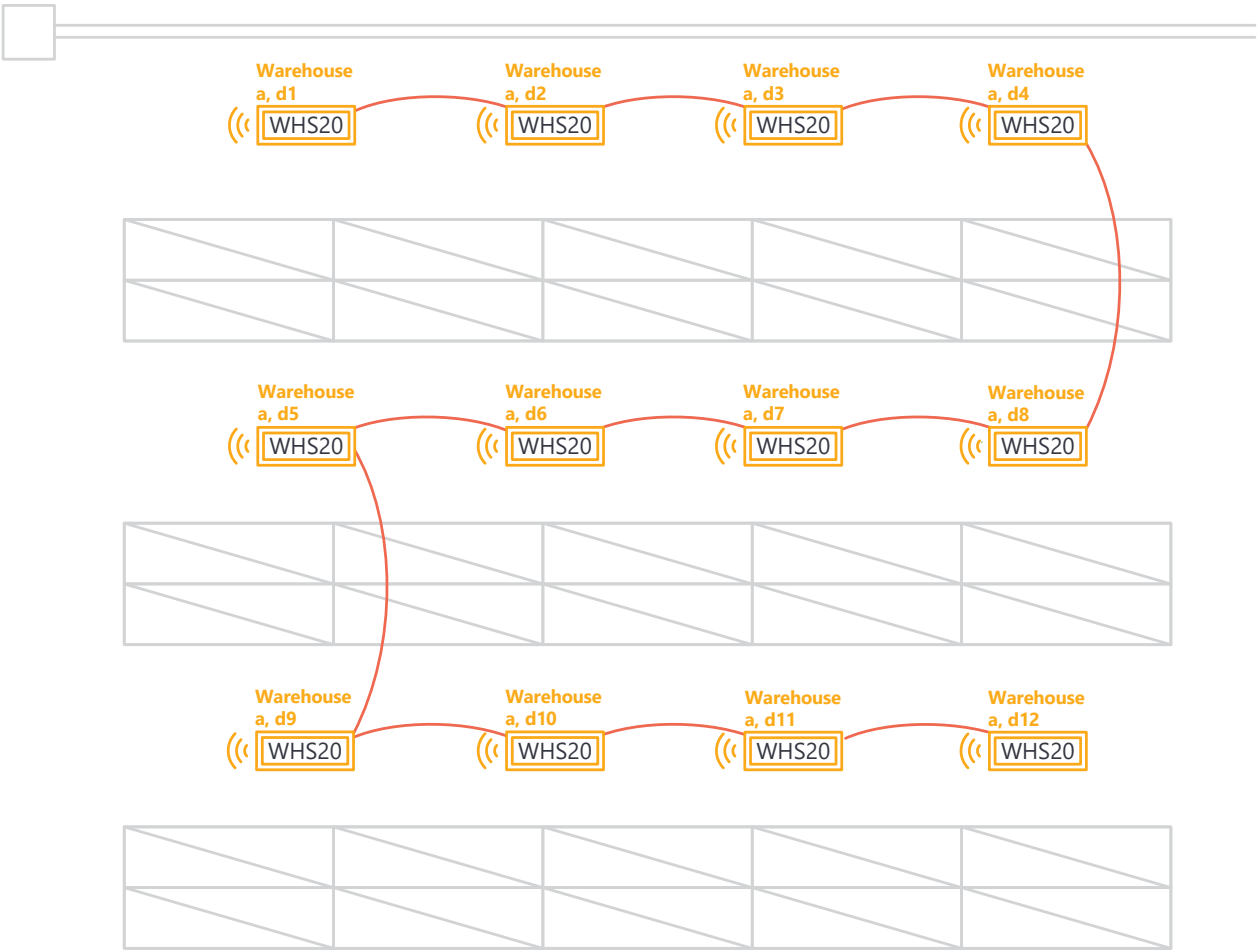 Warehouse
a, d1
WHS20
Warehouse
a, d2
WHS20
Warehouse
a, d3
WHS20
Warehouse
a, d4
WHS20
Warehouse
a, d5
WHS20
Warehouse
a, d6
WHS20
Warehouse
a, d7
WHS20
Warehouse
a, d8
WHS20
Warehouse
a, d9
WHS20
Warehouse
a, d10
WHS20
Warehouse
a, d11
WHS20
Warehouse
a, d12
WHS20